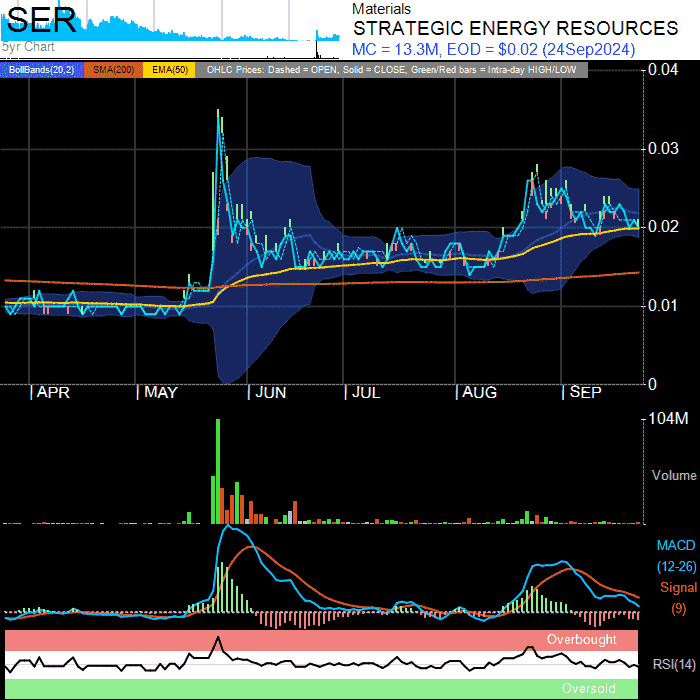 SER
5yr Chart
Materials
STRATEGIC ENERGY RESOURCES
MC = 13.3M, EOD = $0.02 (24Sep2024)
BollBands(20,2) SMA(200) EMA(50) OHLC Prices: Dashed = OPEN, Solid = CLOSE, Green/Red bars = Intra-day HIGH/LOW
0.04
0.03
0.02
0.01
0
APR MAY JUN JUL AUG SEP
104M
Volume
MACD
(12-26)
Signal
(9)
Overbought
RSI(14)
Oversold